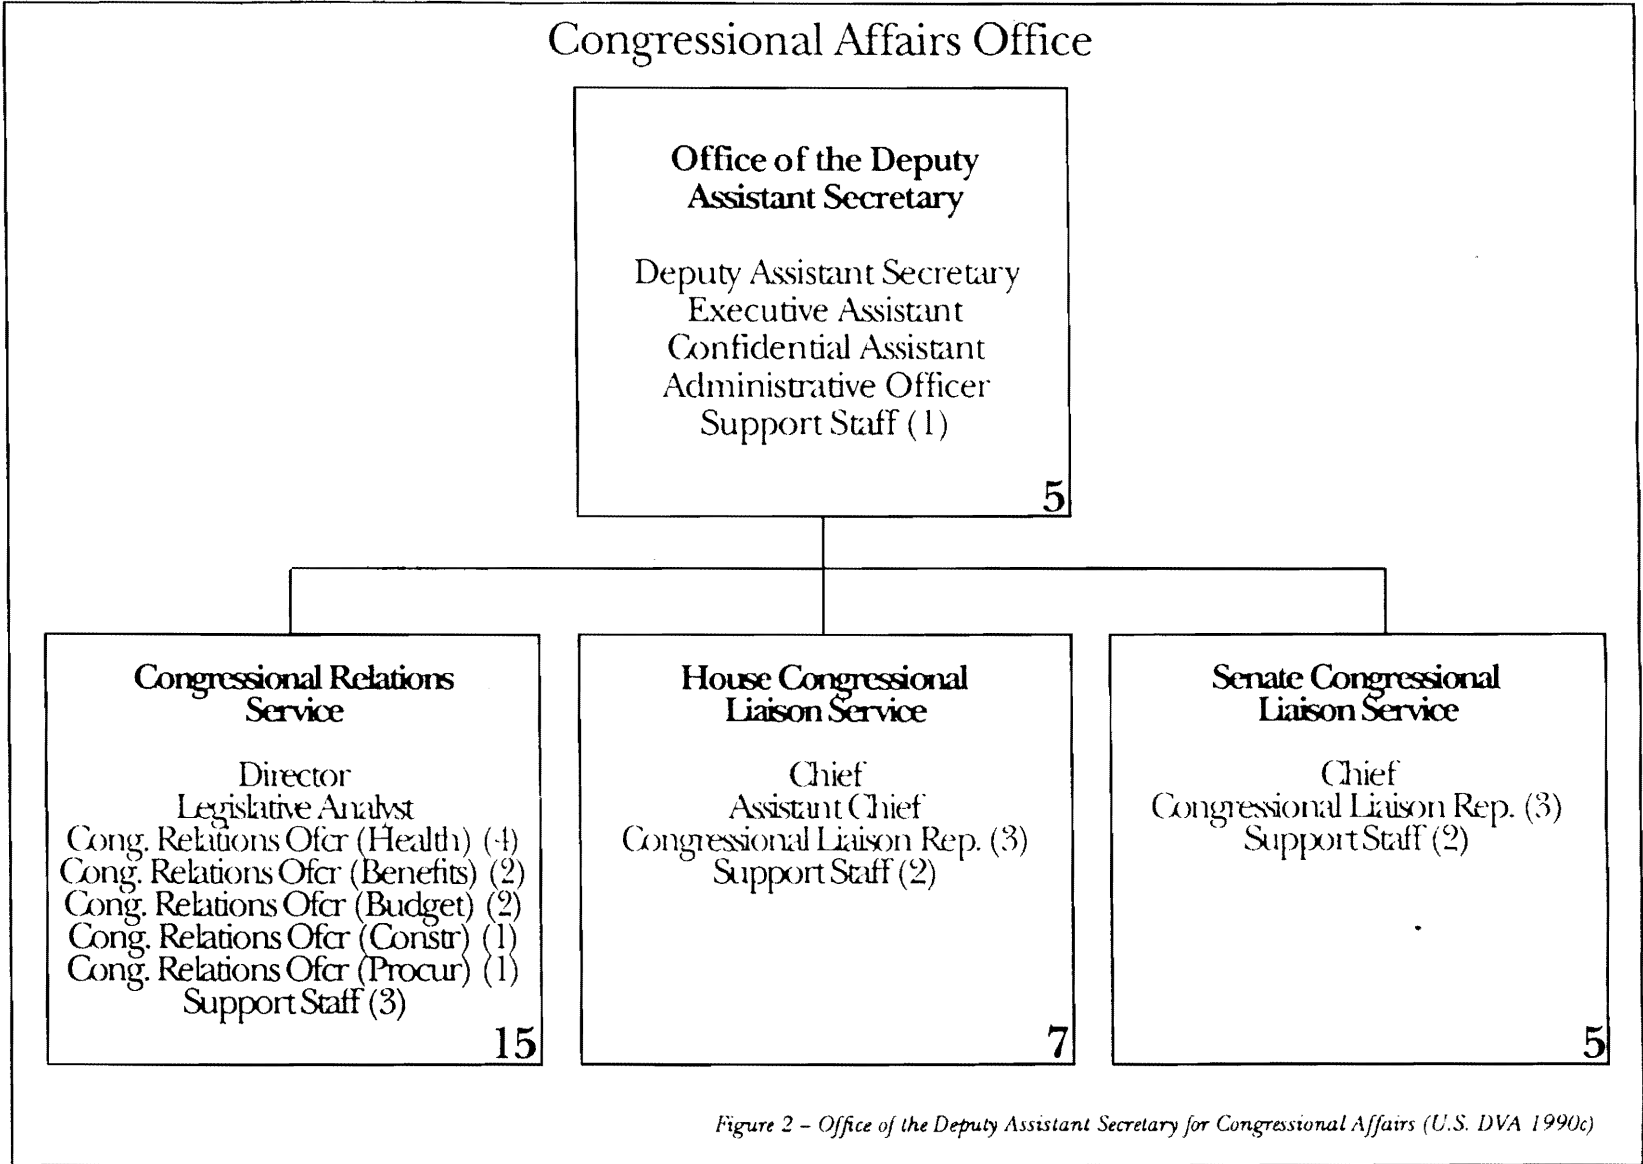 Congressional Affairs Office
Office of the Deputy
Assistant Secretary
Deputy Assistant Secretary
Executive Assistant
Confidential Assistant
Administrative Officer
Support Staff (1)
5
Congressional Relations
Service
Director
Legislative Analyst
Cong. Relations Ofcr (Health) (4)
Cong. Relations Ofcr (Benefits) (2)
Cong. Relations Ofcr (Budget) (2)
Cong. Relations Ofcr (Constr) (1)
Cong. Relations Ofcr (Procur) (1)
Support Staff (3)
15
House Congressional
Liaison Service
Chief
Assistant Chief
Congressional Liaison Rep. (3)
Support Staff (2)
7
Senate Congressional
Liaison Service
Chief
Congressional Liaison Rep. (3)
Support Staff (2)
5
Figure 2 – Office of the Deputy Assistant Secretary for Congressional Affairs (U.S. DVA 1990c)